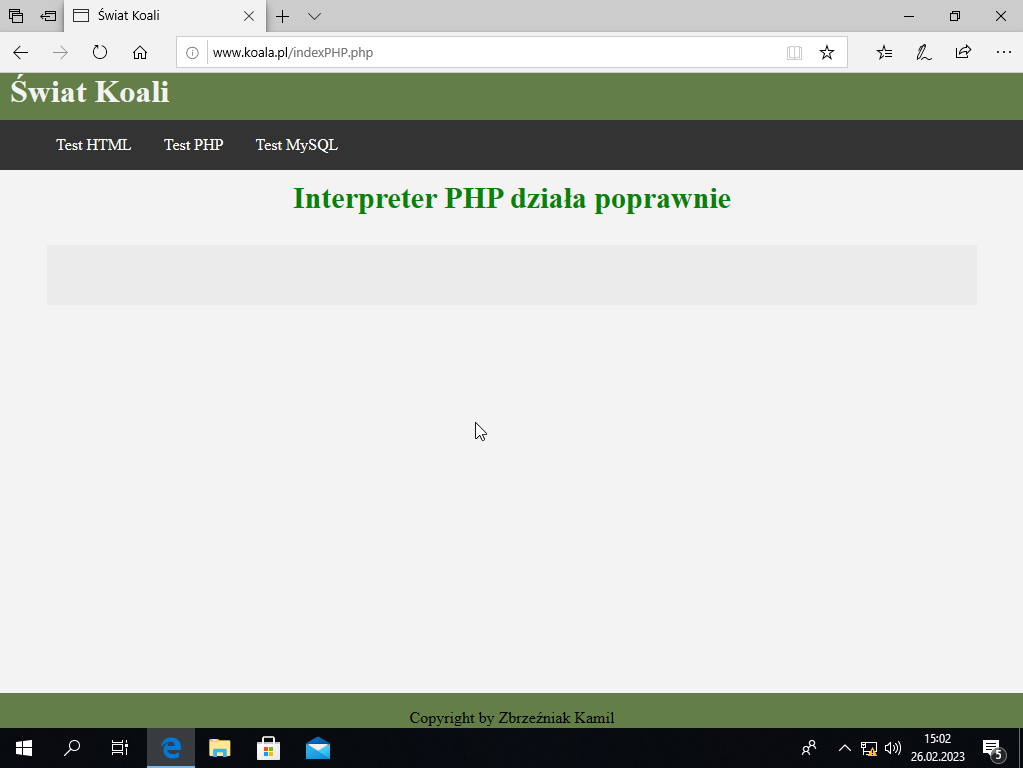 Świat Koali
www.koala.pl/indexPHP.php
Świat Koali
Test HTML Test PHP Test MySQL
Interpreter PHP działa poprawnie
Copyright by Zbrzeźniak Kamil
15:02
26.02.2023
5